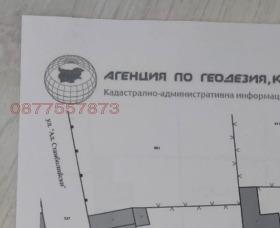 АГЕНЦИЯ ПО ГЕОДЕЗИЯ, К
Кадастрално-административна информац
0877557873
ул. "Ал. Стамболийски"